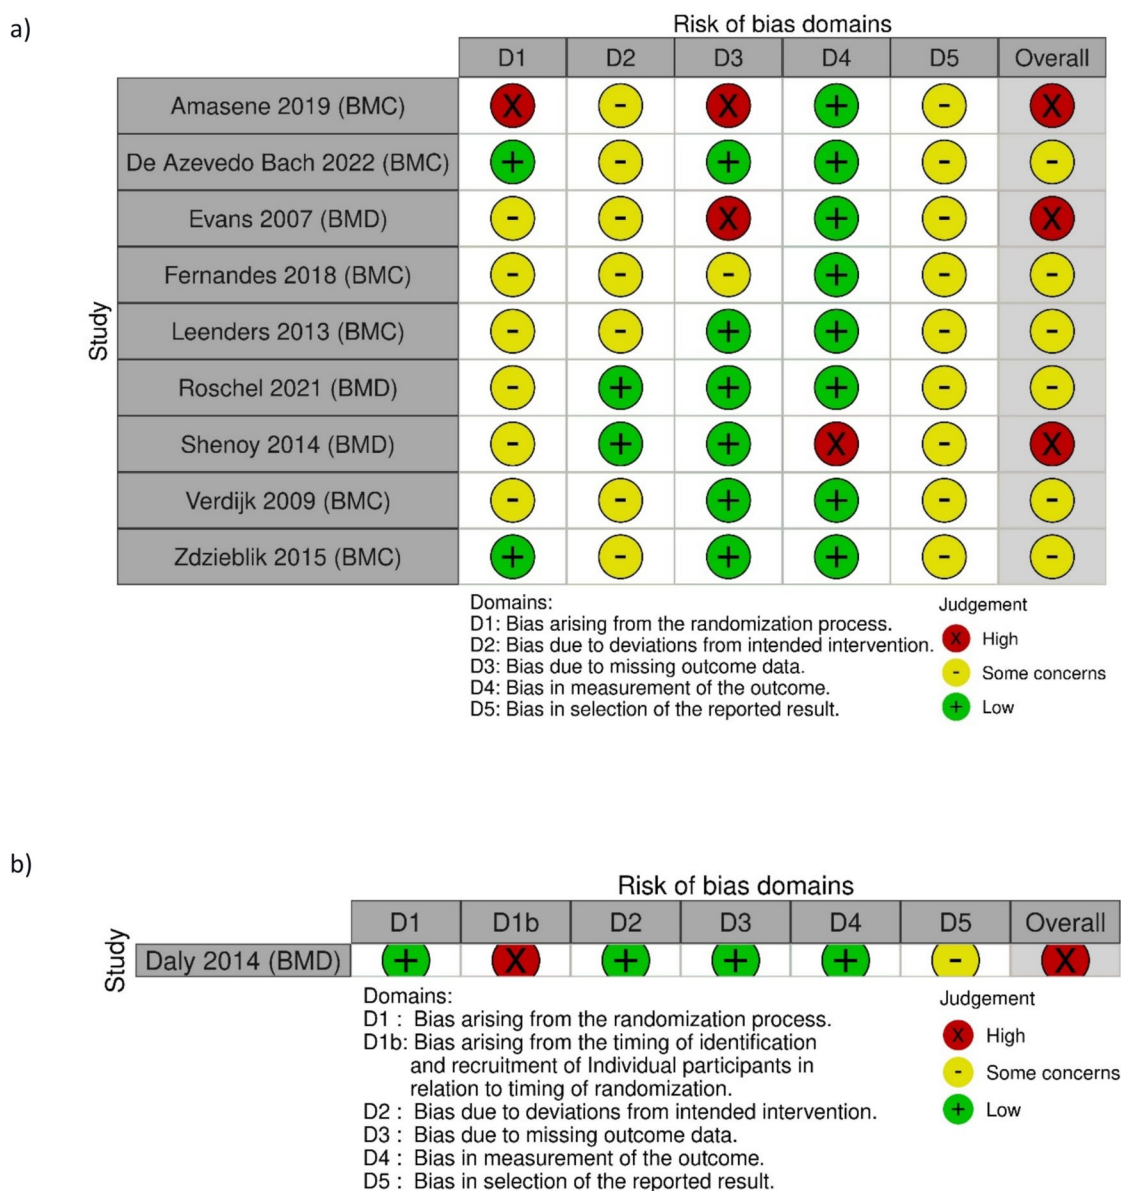 a)
Risk of bias domains
D1 D2 D3 D4 D5 Overall
Study
Amasene 2019 (BMC) X - X + - X
De Azevedo Bach 2022 (BMC) + - + + - -
Evans 2007 (BMD) - - X + - X
Fernandes 2018 (BMC) - - - + - -
Leenders 2013 (BMC) - - + + - -
Roschel 2021 (BMD) - + + + - -
Shenoy 2014 (BMD) - + + X - X
Verdijk 2009 (BMC) - - + + - -
Zdzieblik 2015 (BMC) + - + + - -
Domains:
D1: Bias arising from the randomization process.
D2: Bias due to deviations from intended intervention.
D3: Bias due to missing outcome data.
D4: Bias in measurement of the outcome.
D5: Bias in selection of the reported result.
Judgement
X High
- Some concerns
+ Low
b)
Risk of bias domains
D1 D1b D2 D3 D4 D5 Overall
Study
Daly 2014 (BMD) + X + + + - X
Domains:
D1 : Bias arising from the randomization process.
D1b: Bias arising from the timing of identification
and recruitment of Individual participants in
relation to timing of randomization.
D2 : Bias due to deviations from intended intervention.
D3 : Bias due to missing outcome data.
D4 : Bias in measurement of the outcome.
D5 : Bias in selection of the reported result.
Judgement
X High
- Some concerns
+ Low